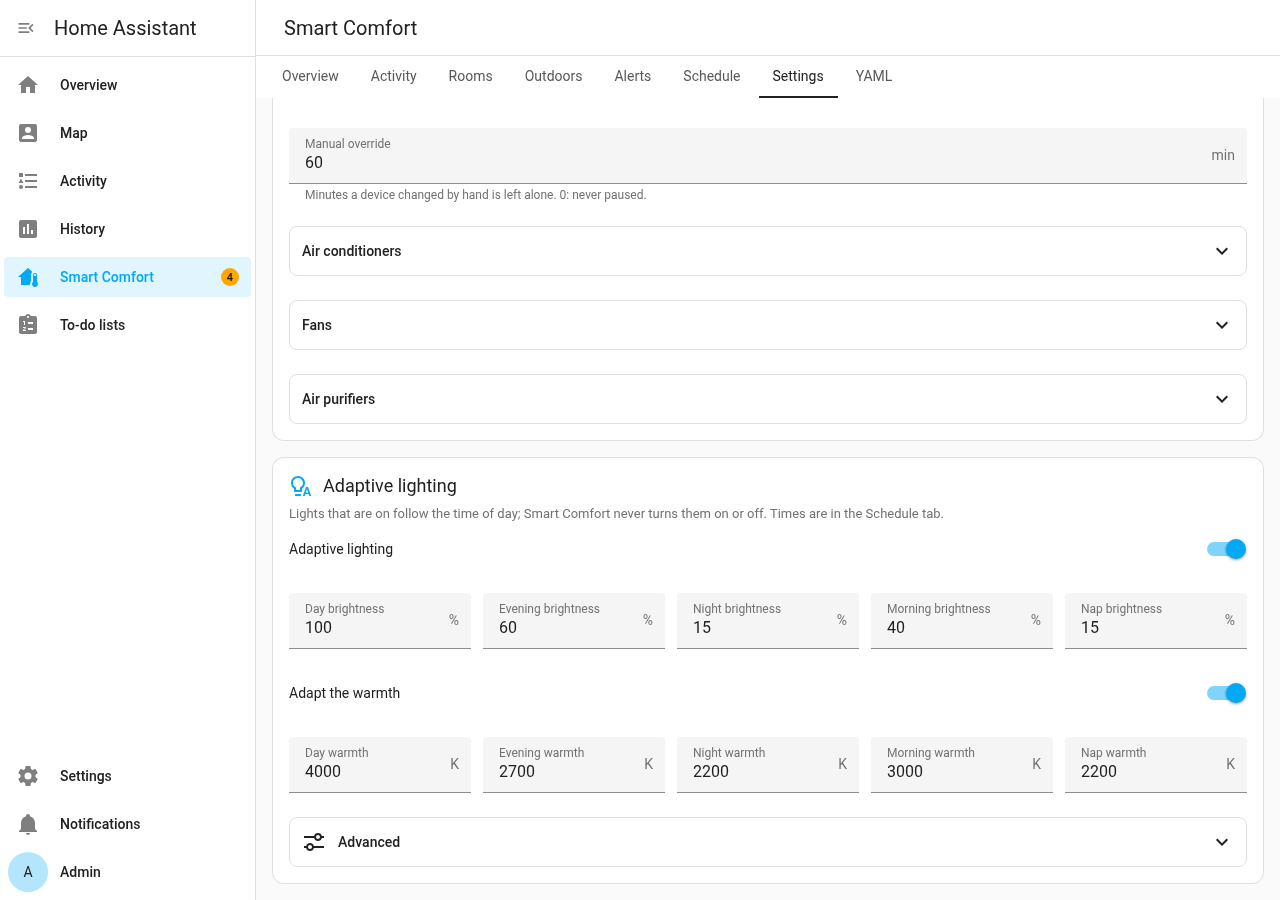 Home Assistant
Smart Comfort
Overview
Map
Activity
History
Smart Comfort
4
To-do lists
Settings
Notifications
A
Admin
Overview
Activity
Rooms
Outdoors
Alerts
Schedule
Settings
YAML
Manual override
60
min
Minutes a device changed by hand is left alone. 0: never paused.
Air conditioners
Fans
Air purifiers
A
Adaptive lighting
Lights that are on follow the time of day; Smart Comfort never turns them on or off. Times are in the Schedule tab.
Adaptive lighting
Day brightness
100
%
Evening brightness
60
%
Night brightness
15
%
Morning brightness
40
%
Nap brightness
15
%
Adapt the warmth
Day warmth
4000
K
Evening warmth
2700
K
Night warmth
2200
K
Morning warmth
3000
K
Nap warmth
2200
K
Advanced